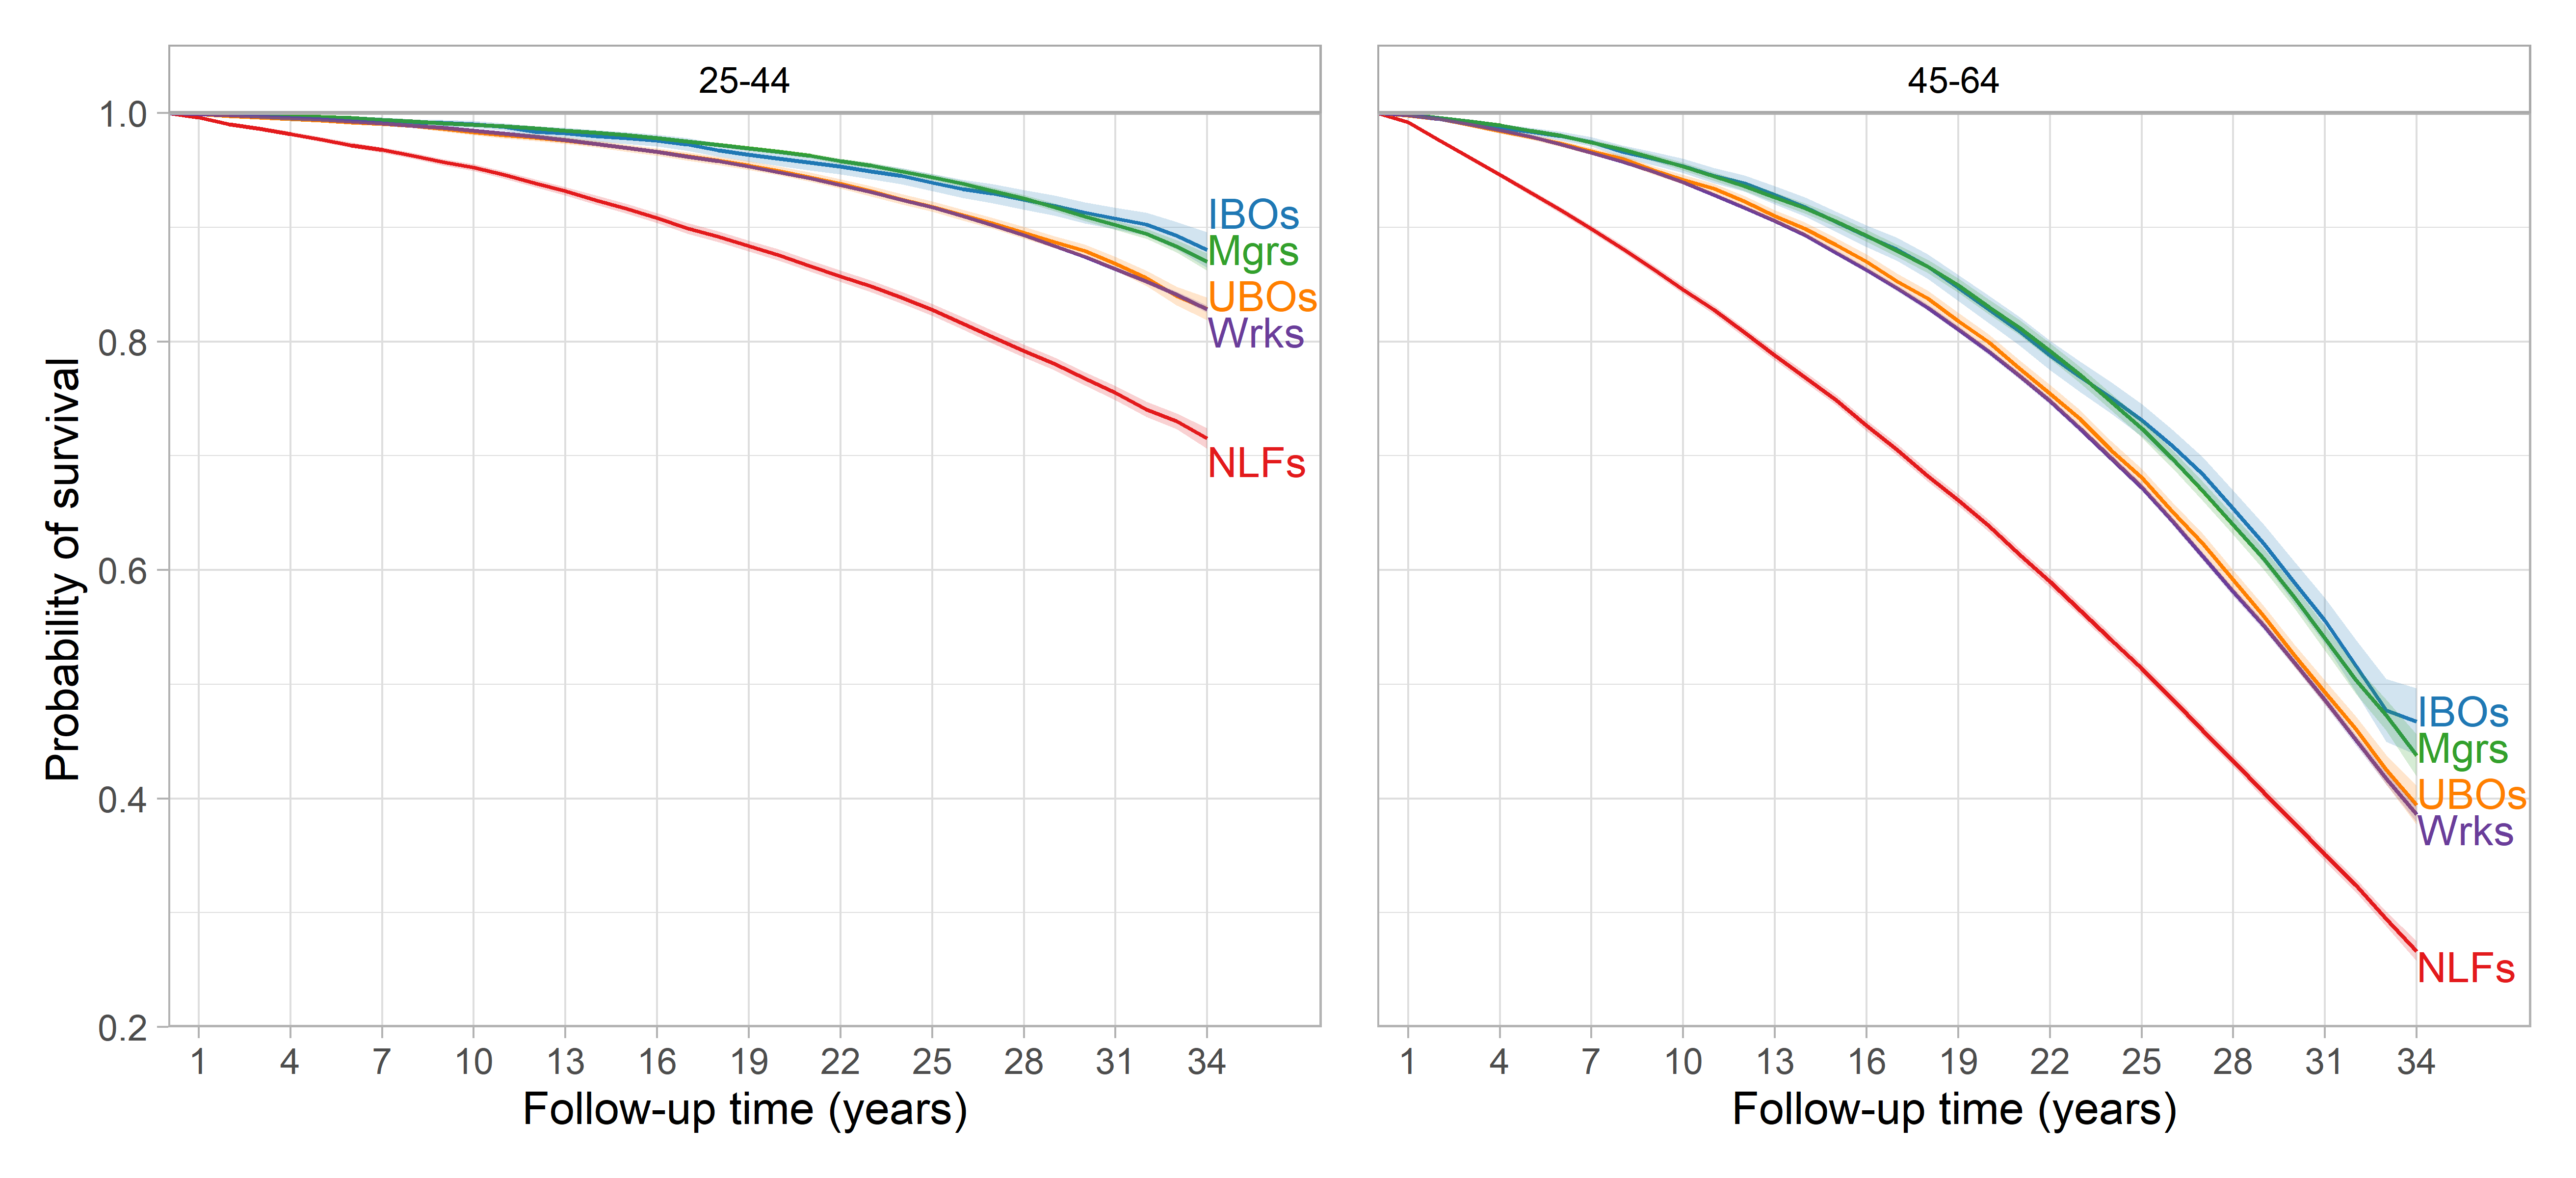 25-44
45-64
Probability of survival
1.0
0.8
0.6
0.4
0.2
IBOs
Mgrs
UBOs
Wrks
NLFs
IBOs
Mgrs
UBOs
Wrks
NLFs
1 4 7 10 13 16 19 22 25 28 31 34
1 4 7 10 13 16 19 22 25 28 31 34
Follow-up time (years)
Follow-up time (years)